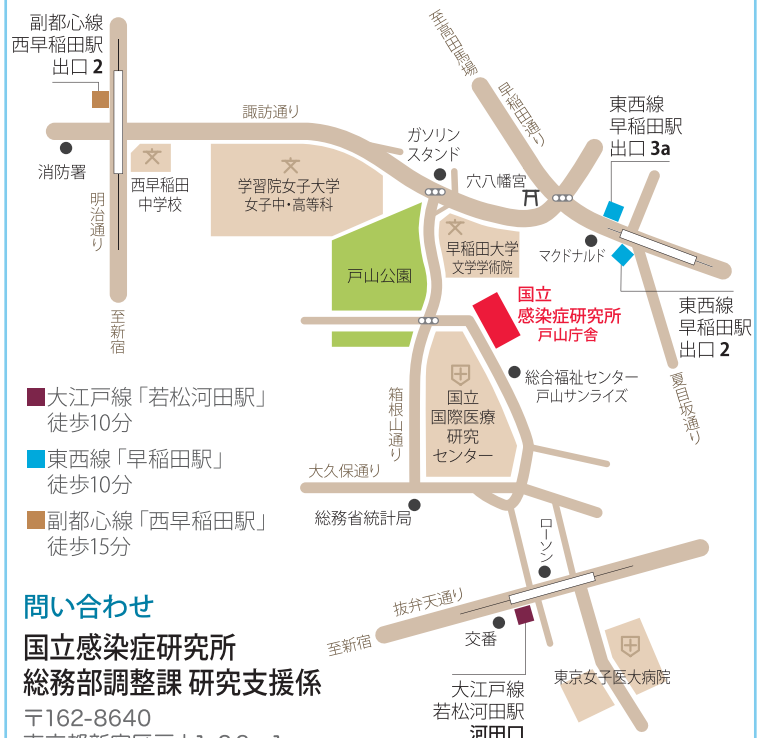 副都心線
西早稲田駅
出口 2
消防署
明治通り
至新宿
諏訪通り
西早稲田
中学校
学習院女子大学
女子中・高等科
ガソリン
スタンド
至高田馬場
早稲田通り
穴八幡宮
東西線
早稲田駅
出口 3a
早稲田大学
文学学術院
マクドナルド
戸山公園
国立
感染症研究所
戸山庁舎
東西線
早稲田駅
出口 2
夏目坂通り
総合福祉センター
戸山サンライズ
国立
国際医療
研究
センター
箱根山通り
大久保通り
総務省統計局
ローソン
抜弁天通り
至新宿
交番
大江戸線
若松河田駅
河田口
東京女子医大病院
大江戸線「若松河田駅」
徒歩10分
東西線「早稲田駅」
徒歩10分
副都心線「西早稲田駅」
徒歩15分
問い合わせ
国立感染症研究所
総務部調整課 研究支援係
〒162-8640